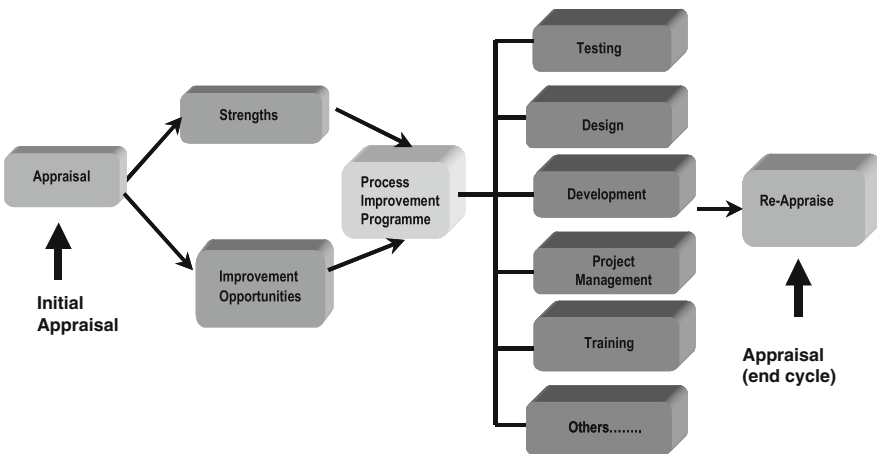 Appraisal
Initial
Appraisal
Strengths
Improvement
Opportunities
Process
Improvement
Programme
Testing
Design
Development
Project
Management
Training
Others........
Re-Appraise
Appraisal
(end cycle)